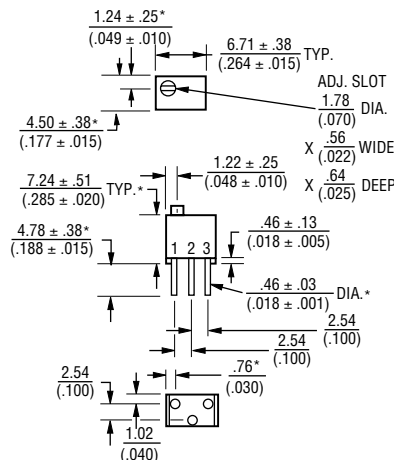 1.24 ± .25*
(.049 ± .010)
6.71 ± .38 TYP.
(.264 ± .015)
ADJ. SLOT
1.78 DIA.
(.070)
4.50 ± .38*
(.177 ± .015)
X .56 WIDE
(.022)
1.22 ± .25
(.048 ± .010)
X .64 DEEP
(.025)
7.24 ± .51 TYP.*
(.285 ± .020)
4.78 ± .38*
(.188 ± .015)
1 2 3
.46 ± .13
(.018 ± .005)
.46 ± .03 DIA.*
(.018 ± .001)
2.54
(.100)
2.54
(.100)
2.54
(.100)
.76*
(.030)
1.02
(.040)